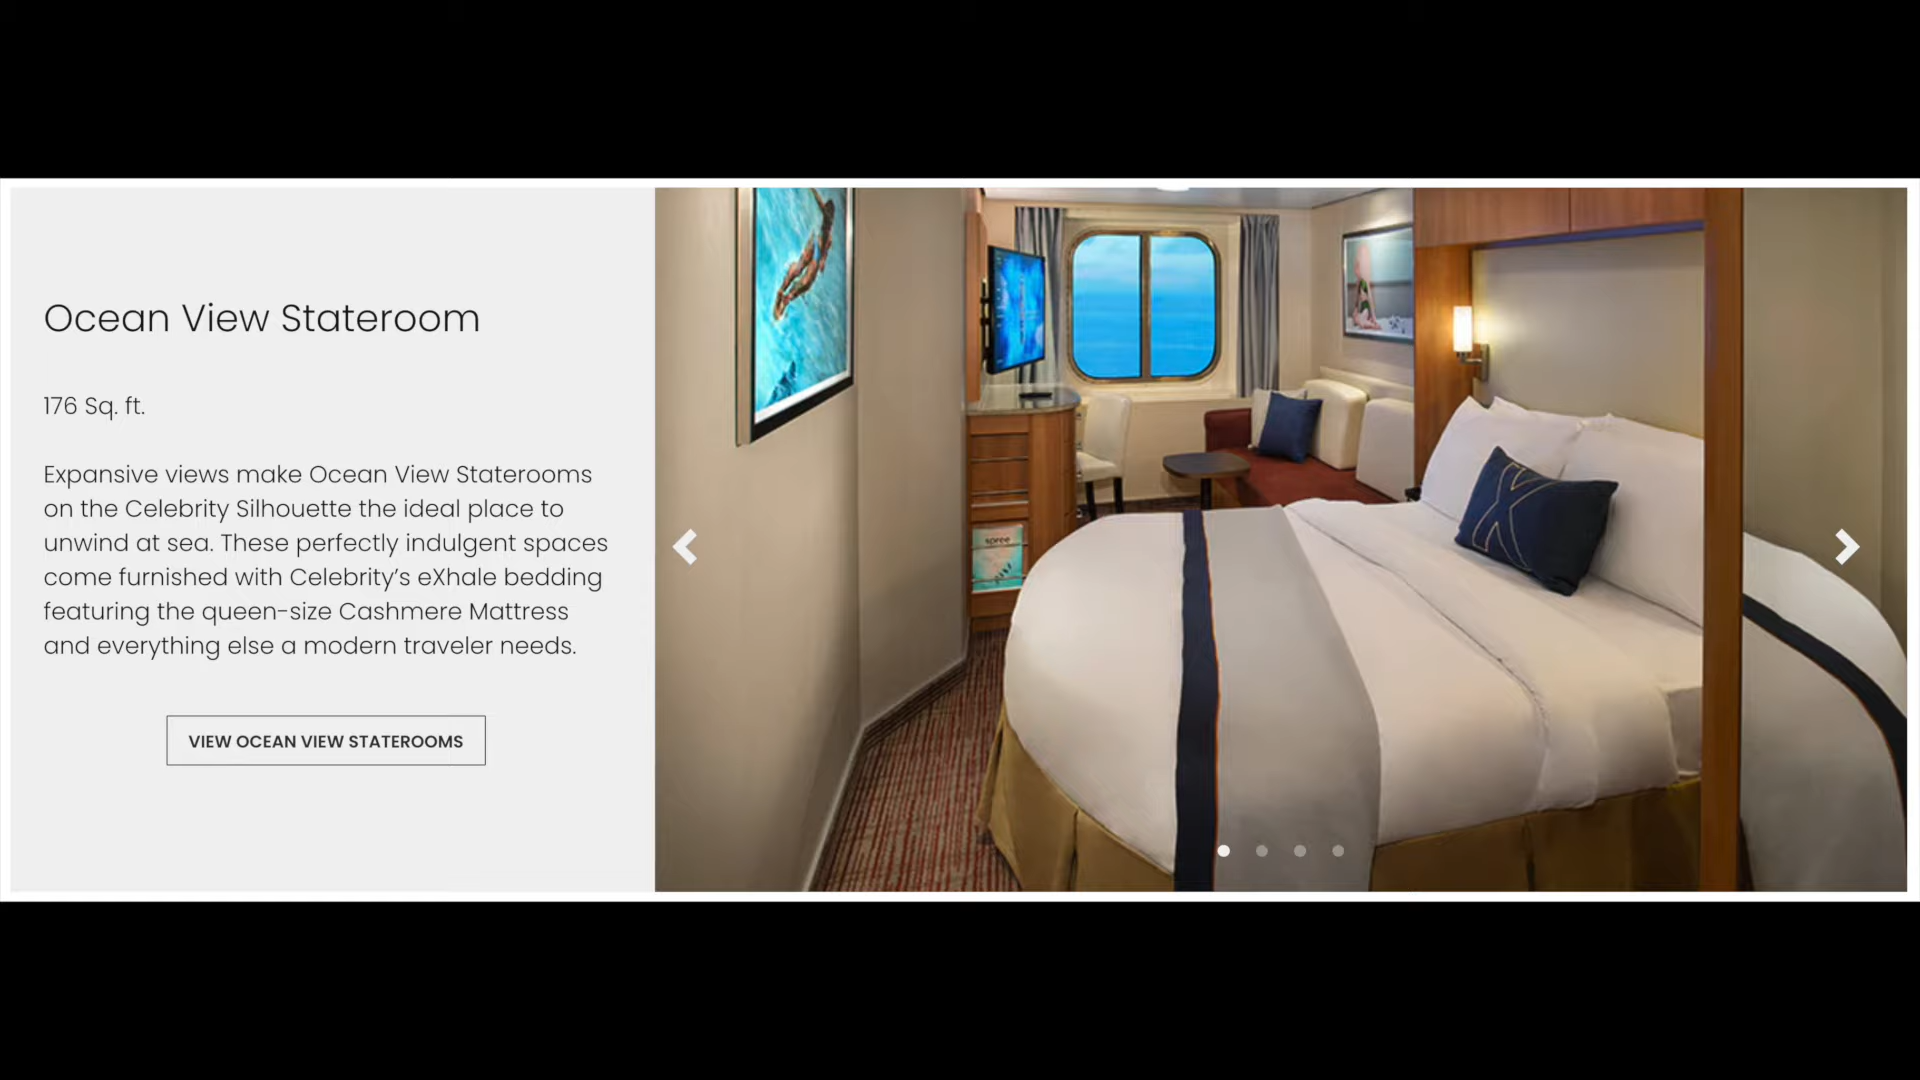 Ocean View Stateroom
176 Sq. ft.
Expansive views make Ocean View Staterooms
on the Celebrity Silhouette the ideal place to
unwind at sea. These perfectly indulgent spaces
come furnished with Celebrity’s eXhale bedding
featuring the queen-size Cashmere Mattress
and everything else a modern traveler needs.
VIEW OCEAN VIEW STATEROOMS
spree